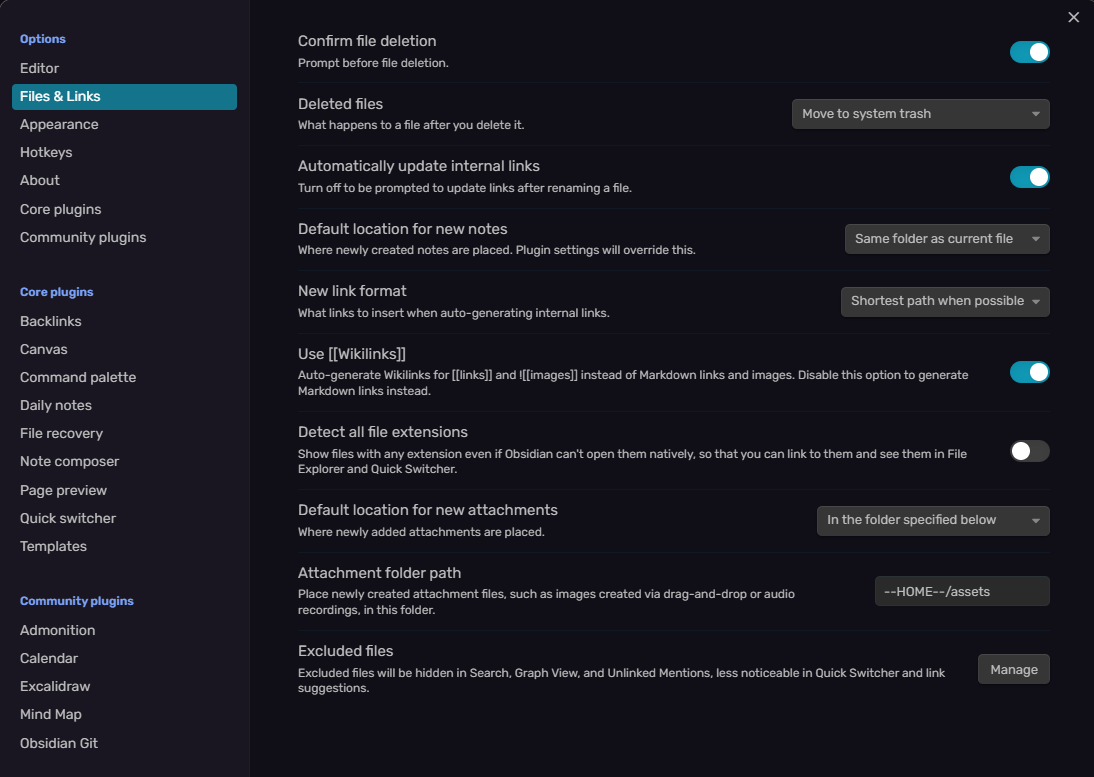 Options
Editor
Files & Links
Appearance
Hotkeys
About
Core plugins
Community plugins
Core plugins
Backlinks
Canvas
Command palette
Daily notes
File recovery
Note composer
Page preview
Quick switcher
Templates
Community plugins
Admonition
Calendar
Excalidraw
Mind Map
Obsidian Git
Confirm file deletion
Prompt before file deletion.
Deleted files
What happens to a file after you delete it.
Move to system trash
Automatically update internal links
Turn off to be prompted to update links after renaming a file.
Default location for new notes
Where newly created notes are placed. Plugin settings will override this.
Same folder as current file
New link format
What links to insert when auto-generating internal links.
Shortest path when possible
Use [[Wikilinks]]
Auto-generate Wikilinks for [[links]] and ![[images]] instead of Markdown links and images. Disable this option to generate
Markdown links instead.
Detect all file extensions
Show files with any extension even if Obsidian can't open them natively, so that you can link to them and see them in File
Explorer and Quick Switcher.
Default location for new attachments
Where newly added attachments are placed.
In the folder specified below
Attachment folder path
Place newly created attachment files, such as images created via drag-and-drop or audio
recordings, in this folder.
--HOME--/assets
Excluded files
Excluded files will be hidden in Search, Graph View, and Unlinked Mentions, less noticeable in Quick Switcher and link
suggestions.
Manage